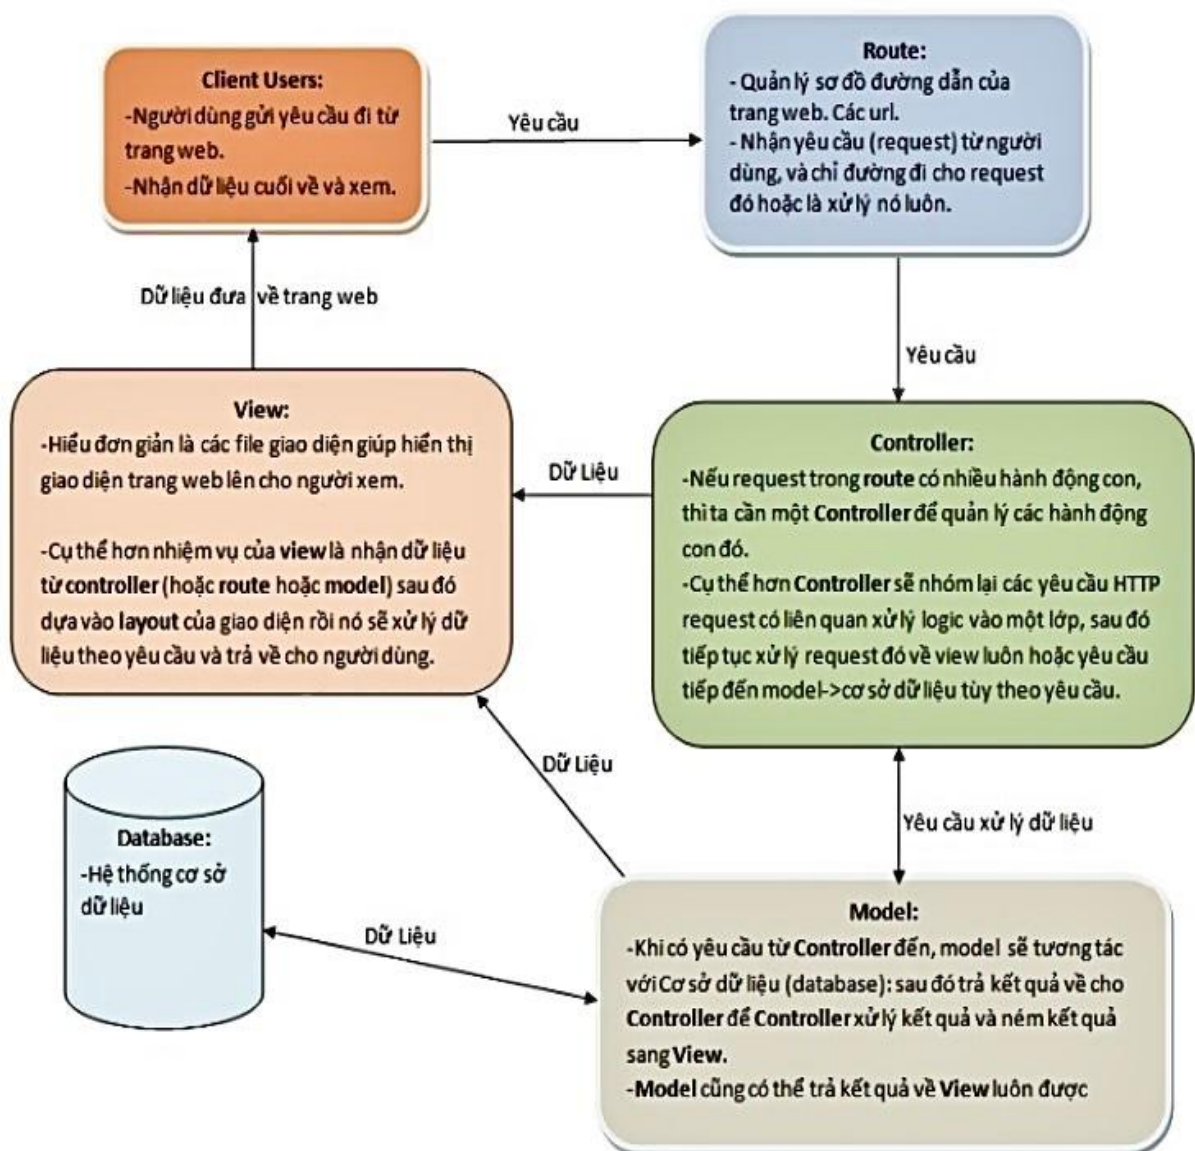 Client Users:
-Người dùng gửi yêu cầu đi từ
trang web.
-Nhận dữ liệu cuối về và xem.
Yêu cầu
Route:
- Quản lý sơ đồ đường dẫn của
trang web. Các url.
- Nhận yêu cầu (request) từ người
dùng, và chỉ đường đi cho request
đó hoặc là xử lý nó luôn.
Dữ liệu đưa về trang web
Yêu cầu
View:
-Hiểu đơn giản là các file giao diện giúp hiển thị
giao diện trang web lên cho người xem.
-Cụ thể hơn nhiệm vụ của view là nhận dữ liệu
từ controller (hoặc route hoặc model) sau đó
dựa vào layout của giao diện rồi nó sẽ xử lý dữ
liệu theo yêu cầu và trả về cho người dùng.
Dữ Liệu
Controller:
-Nếu request trong route có nhiều hành động con,
thì ta cần một Controller để quản lý các hành động
con đó.
-Cụ thể hơn Controller sẽ nhóm lại các yêu cầu HTTP
request có liên quan xử lý logic vào một lớp, sau đó
tiếp tục xử lý request đó về view luôn hoặc yêu cầu
tiếp đến model->cơ sở dữ liệu tùy theo yêu cầu.
Dữ Liệu
Yêu cầu xử lý dữ liệu
Database:
-Hệ thống cơ sở
dữ liệu
Dữ Liệu
Model:
-Khi có yêu cầu từ Controller đến, model sẽ tương tác
với Cơ sở dữ liệu (database): sau đó trả kết quả về cho
Controller để Controller xử lý kết quả và ném kết quả
sang View.
-Model cũng có thể trả kết quả về View luôn được